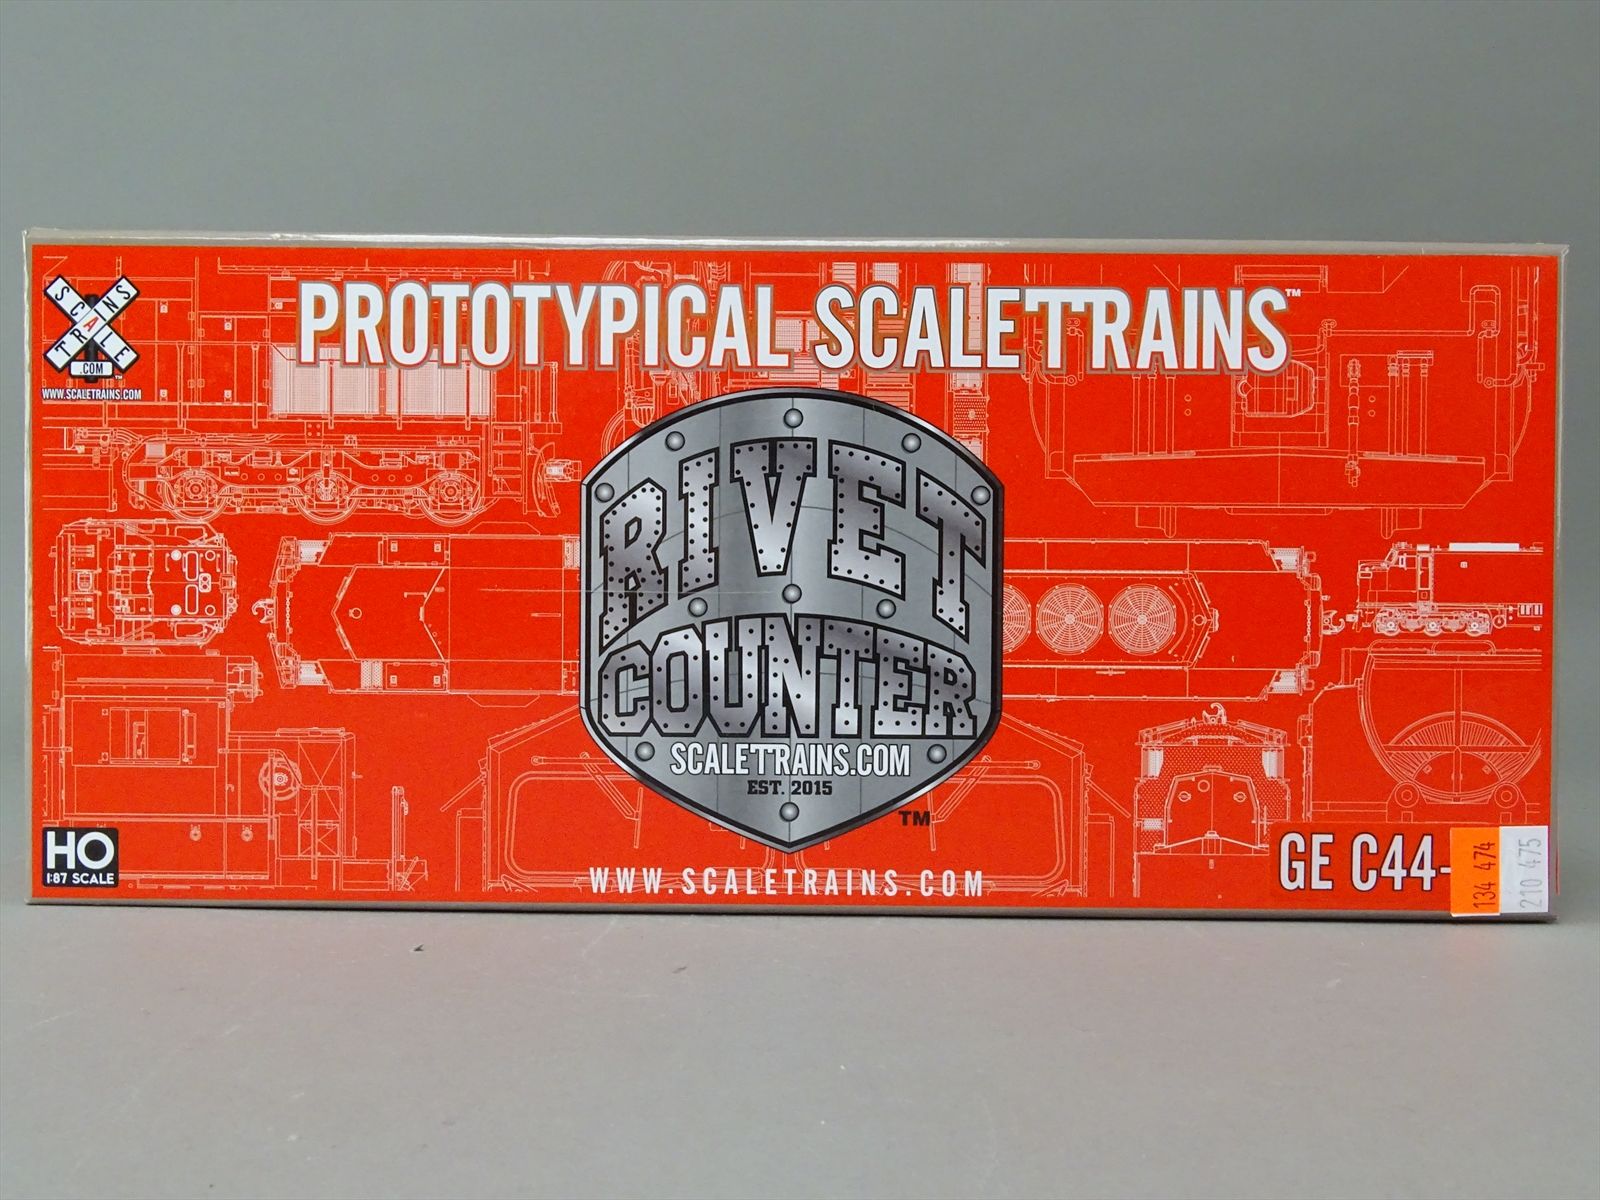 SCALE
TRAINS
.COM
WWW.SCALETRAINS.COM
PROTOTYPICAL SCALETRAINS™
RIVET
COUNTER
SCALETRAINS.COM
EST. 2015
TM
HO
1:87 SCALE
WWW.SCALETRAINS.COM
GE C44-
134 474
210 475